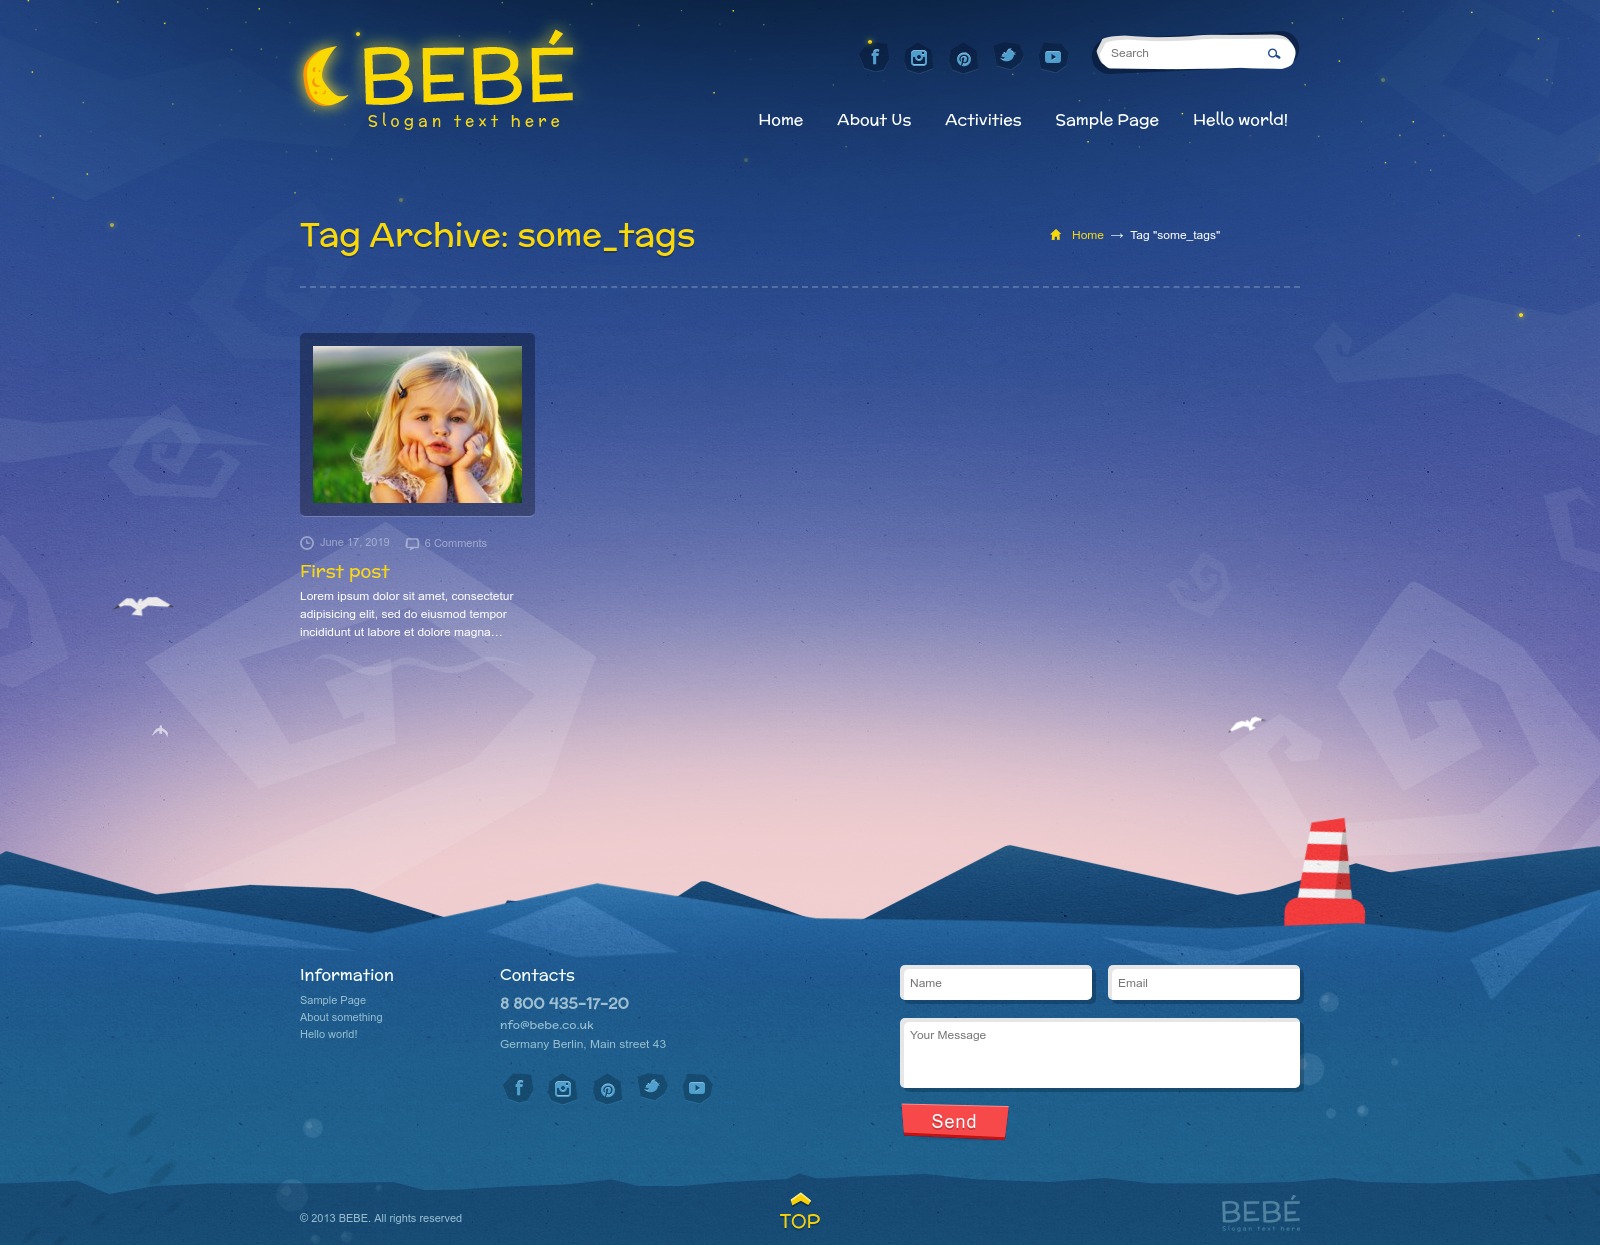 BEBÉ
Slogan text here
Search
Home About Us Activities Sample Page Hello world!
Tag Archive: some_tags
Home → Tag "some_tags"
June 17, 2019 6 Comments
First post
Lorem ipsum dolor sit amet, consectetur
adipisicing elit, sed do eiusmod tempor
incididunt ut labore et dolore magna…
Information
Sample Page
About something
Hello world!
Contacts
8 800 435-17-20
nfo@bebe.co.uk
Germany Berlin, Main street 43
Name
Email
Your Message
Send
© 2013 BEBE. All rights reserved
TOP
BEBÉ
Slogan text here